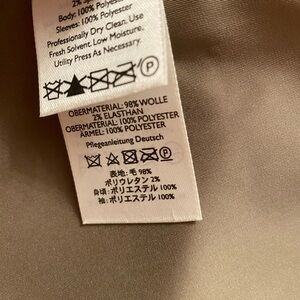 2% S
Body: 100% Polyester
Sleeves: 100% Polyester
Professionally Dry Clean. Use
Fresh Solvent. Low Moisture.
Utility Press As Necessary
P
OBERMATERIAL: 98% WOLLE
2% ELASTHAN
OBERMATERIAL: 100% POLYESTER
ÄRMEL: 100% POLYESTER
Pflegeanleitung Deutsch
P
表地: 毛 98%
ポリウレタン 2%
身頃: ポリエステル 100%
袖: ポリエステル 100%